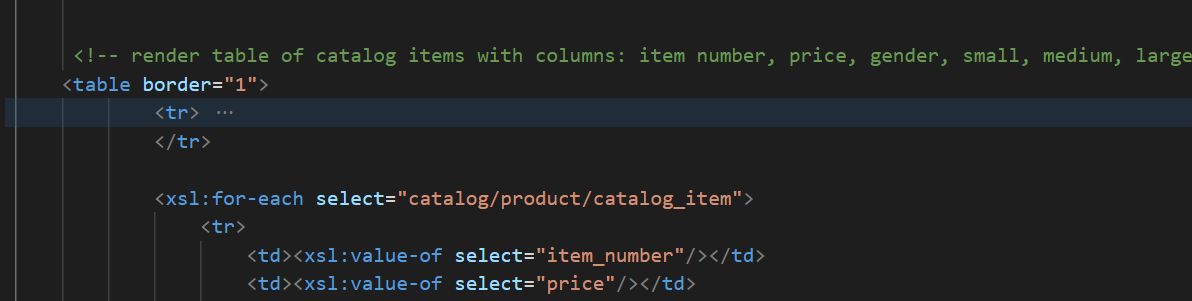 <!-- render table of catalog items with columns: item number, price, gender, small, medium, large
<table border="1">
<tr> ...
</tr>
<xsl:for-each select="catalog/product/catalog_item">
<tr>
<td><xsl:value-of select="item_number"/></td>
<td><xsl:value-of select="price"/></td>